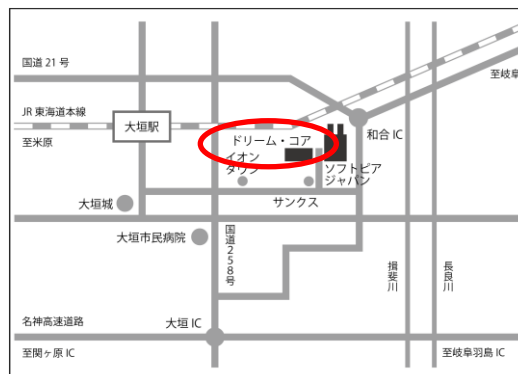 国道21号
至岐阜
JR東海道本線
大垣駅
至米原
和合IC
ドリーム・コア
イオン
タウン
ソフトピア
ジャパン
サンクス
大垣城
大垣市民病院
国道258号
揖斐川
長良川
名神高速道路
大垣IC
至関ヶ原IC
至岐阜羽島IC